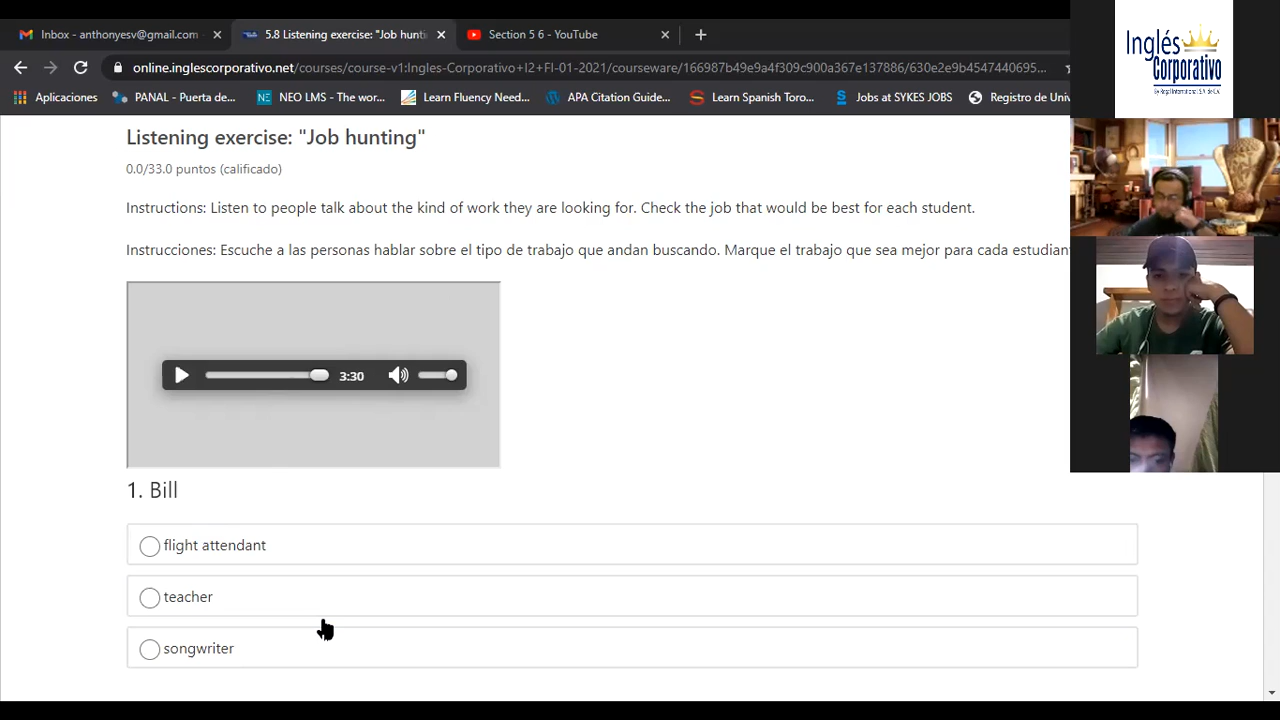 Inbox - anthonyesv@gmail.com
5.8 Listening exercise: "Job hunti
Section 5 6 - YouTube
online.inglescorporativo.net/courses/course-v1:Ingles-Corporativo+I2+FI-01-2021/courseware/166987b49e9a4f309c900a367e137386/630e2e9b4547440695...
Aplicaciones
PANAL - Puerta de...
NEO LMS - The wor...
Learn Fluency Node...
APA Citation Guide...
Learn Spanish Toro...
Jobs at SYKES JOBS
Registro de Uni
Inglés
Corporativo
Listening exercise: "Job hunting"
0.0/33.0 puntos (calificado)
Instructions: Listen to people talk about the kind of work they are looking for. Check the job that would be best for each student.
Instrucciones: Escuche a las personas hablar sobre el tipo de trabajo que andan buscando. Marque el trabajo que sea mejor para cada estudiant
3:30
1. Bill
flight attendant
teacher
songwriter